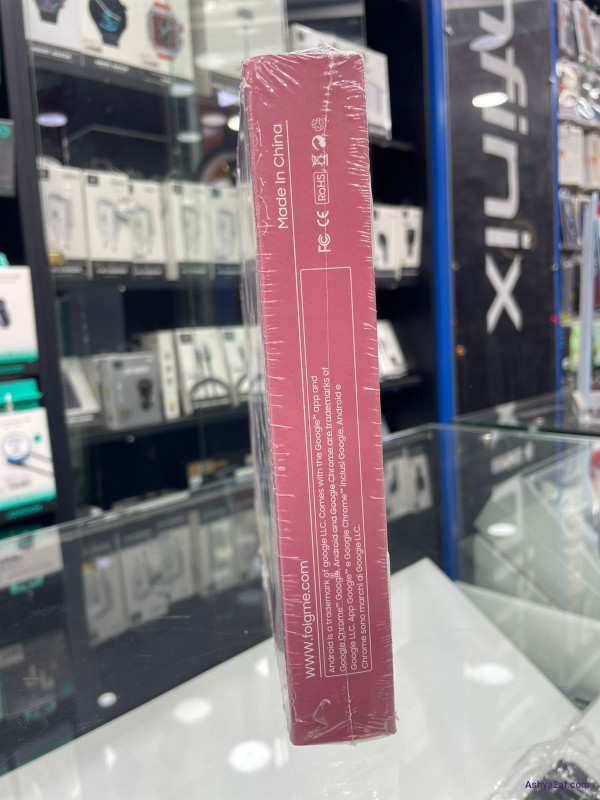 Made in China
FC CE RoHS
www.folgme.com
Android is a trademark of google LLC. Comes with the Google™ app and
Google Chrome™ Google, Android and Google Chrome are trademarks of
Google LLC. App Google™ e Google Chrome™ inclusi Google, Android e
Chrome sono marchi di Google LLC.
nfinix
Ashya2at.com